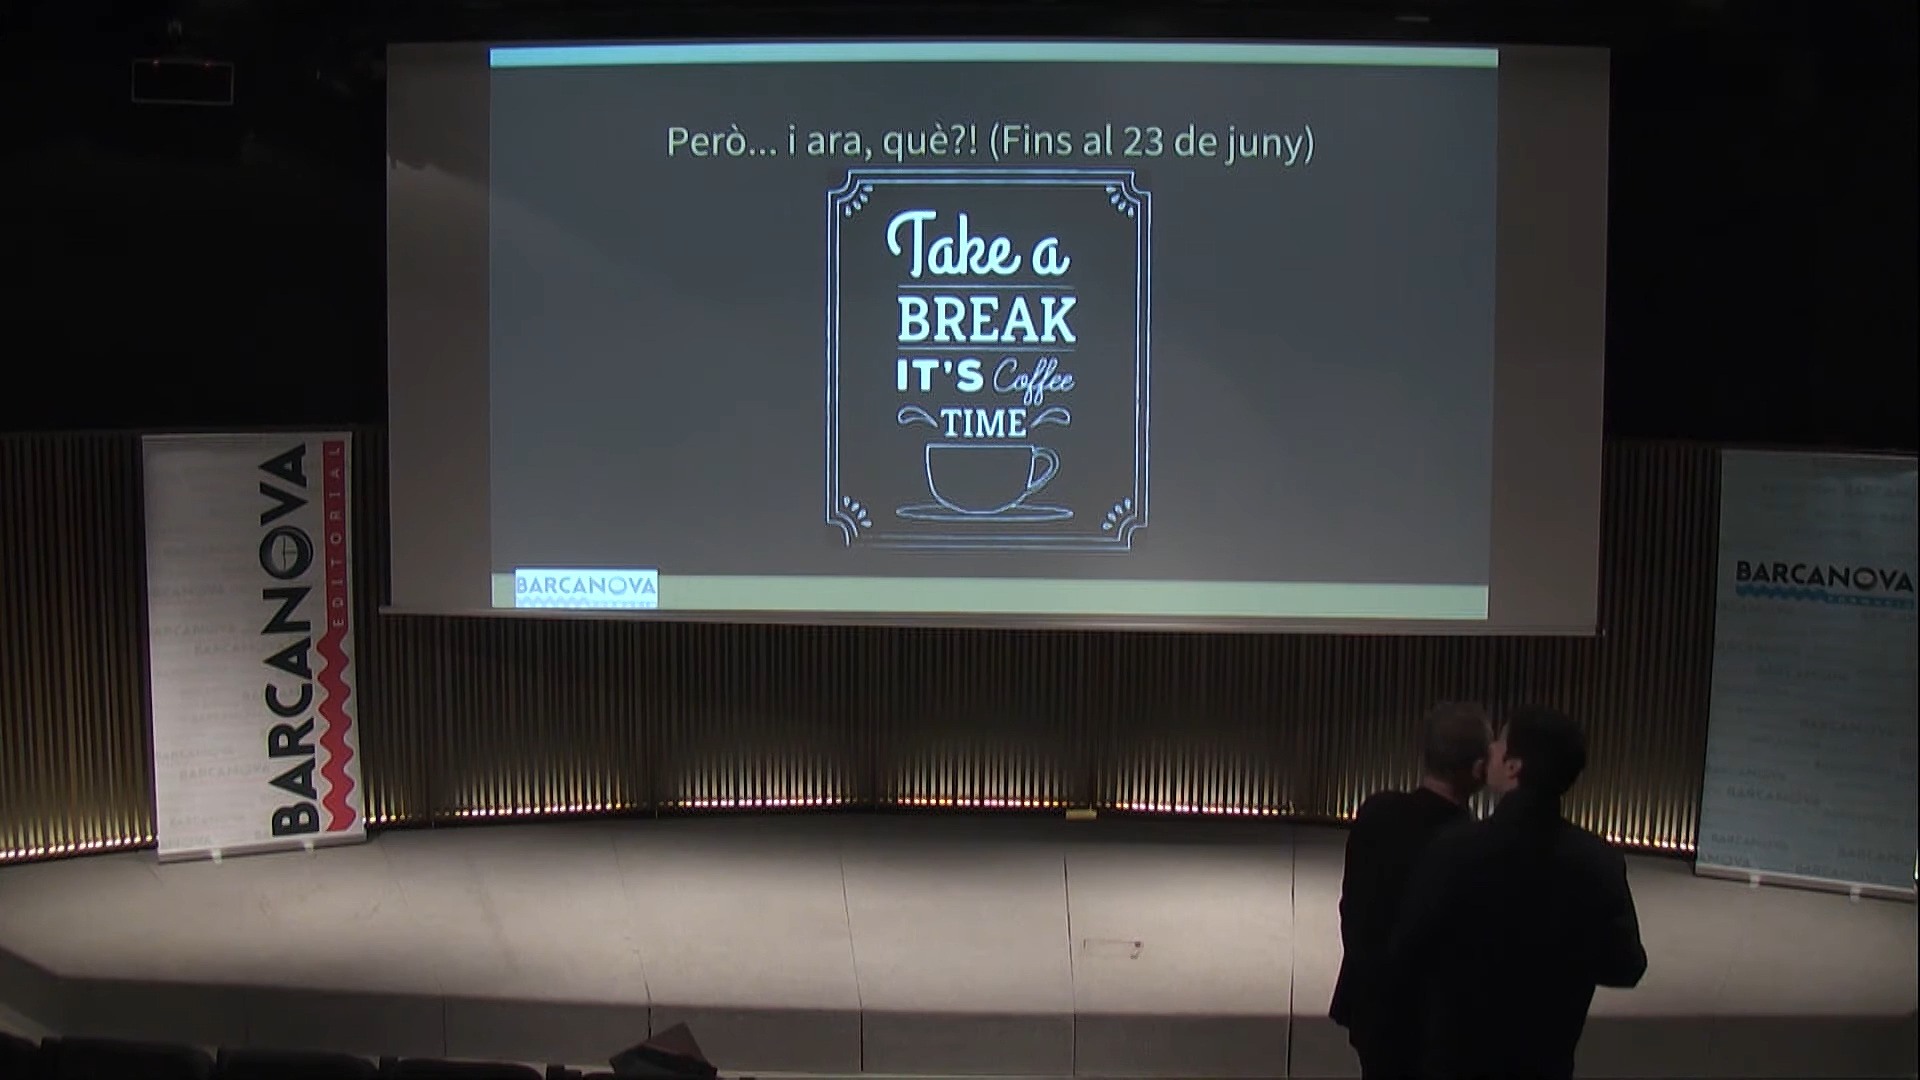 Però... i ara, què?! (Fins al 23 de juny)
Take a
BREAK
IT'S Coffee
TIME
BARCANOVA
BARCANOVA
EDITORIAL
BARCANOVA